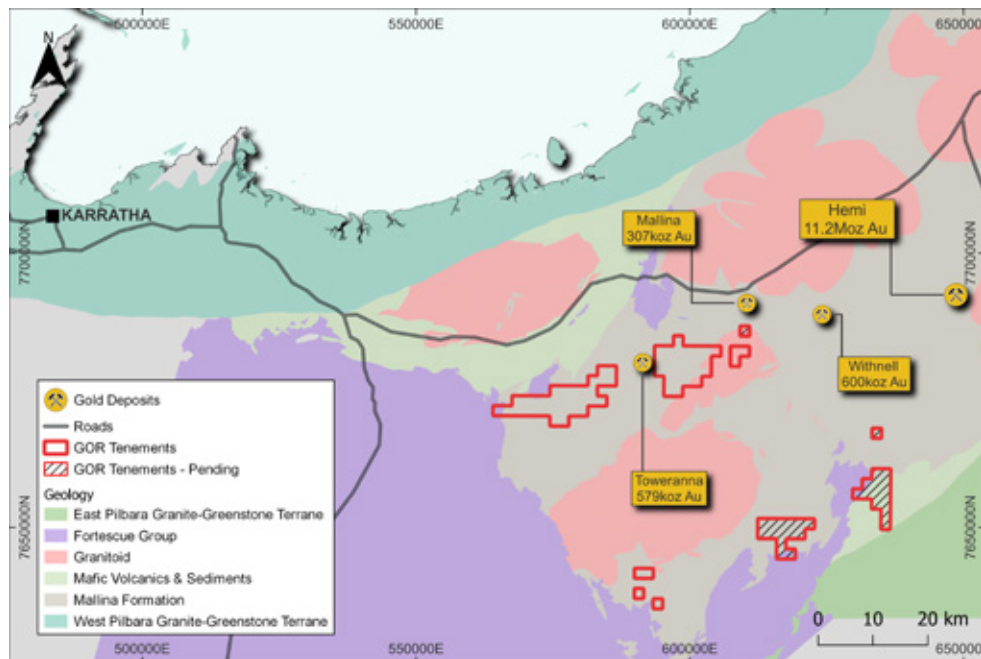 500000E
550000E
600000E
650000E
N
KARRATHA
7700000N
7700000N
Mallina
307koz Au
Hemi
11.2Moz Au
Withnell
600koz Au
Toweranna
579koz Au
Gold Deposits
Roads
GOR Tenements
GOR Tenements - Pending
Geology
East Pilbara Granite-Greenstone Terrane
Fortescue Group
Granitoid
Mafic Volcanics & Sediments
Mallina Formation
West Pilbara Granite-Greenstone Terrane
7650000N
7650000N
0 10 20 km
500000E
550000E
600000E
650000E